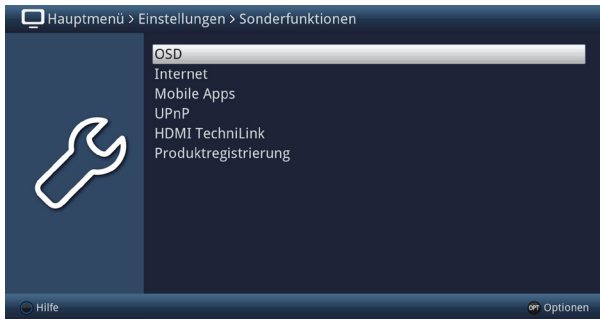 Hauptmenü > Einstellungen > Sonderfunktionen
OSD
Internet
Mobile Apps
UPnP
HDMI TechniLink
Produktregistrierung
Hilfe
OPT Optionen